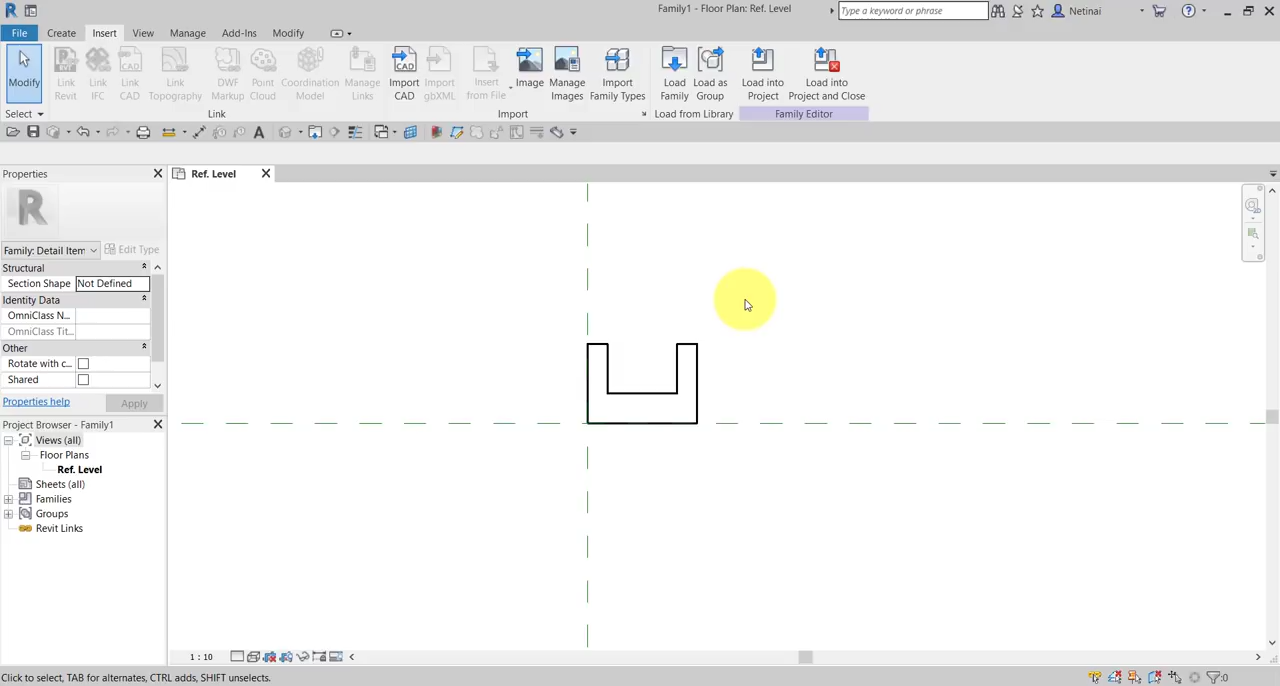 Family1 - Floor Plan: Ref. Level
Type a keyword or phrase
Netinai
File
Create
Insert
View
Manage
Add-Ins
Modify
Modify
Link Revit
Link IFC
Link CAD
Link Topography
DWF Markup
Point Cloud
Coordination Model
Manage Links
Import CAD
Import gbXML
Insert from File
Image
Manage Images
Import Family Types
Load Family
Load as Group
Load into Project
Load into Project and Close
Select
Link
Import
Load from Library
Family Editor
Properties
Ref. Level
Family: Detail Item
Edit Type
Structural
Section Shape
Not Defined
Identity Data
OmniClass N...
OmniClass Tit...
Other
Rotate with c...
Shared
Properties help
Apply
Project Browser - Family1
Views (all)
Floor Plans
Ref. Level
Sheets (all)
Families
Groups
Revit Links
1 : 10
Click to select, TAB for alternates, CTRL adds, SHIFT unselects.
:0